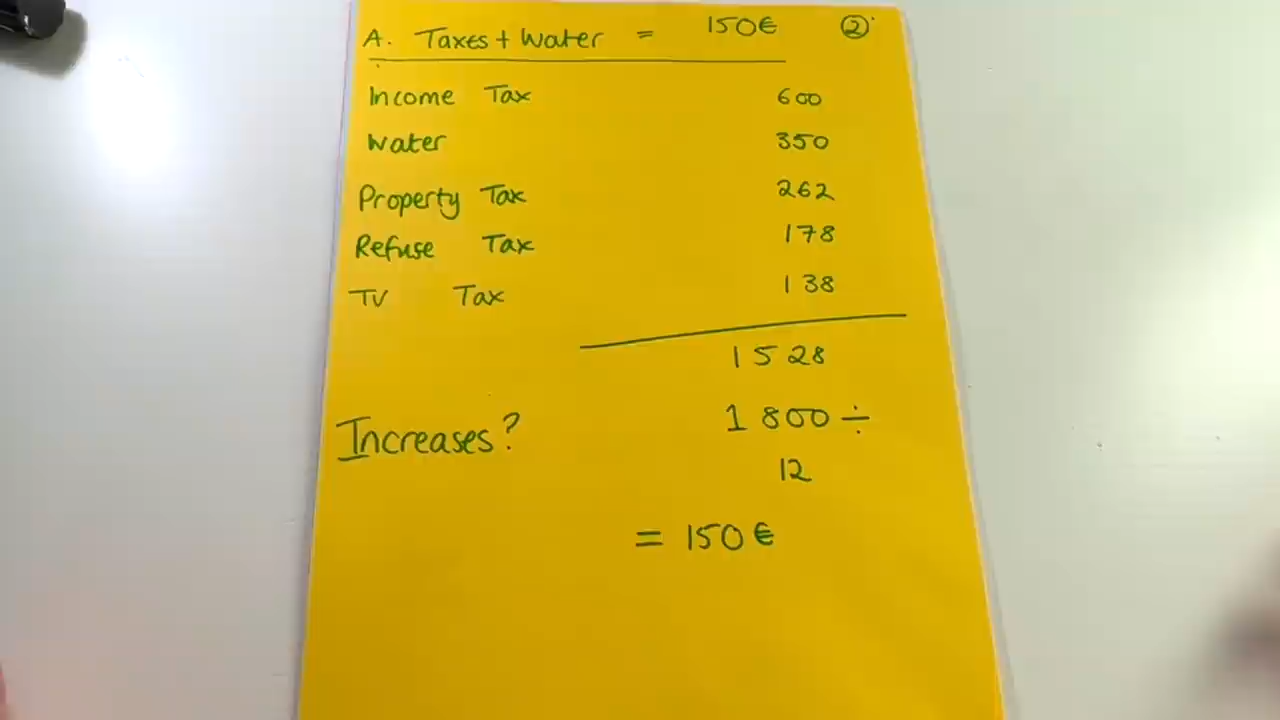 A. Taxes + Water = 150€ ②
Income Tax 600
Water 350
Property Tax 262
Refuse Tax 178
TV Tax 138
1528
Increases? 1800 ÷
12
= 150€